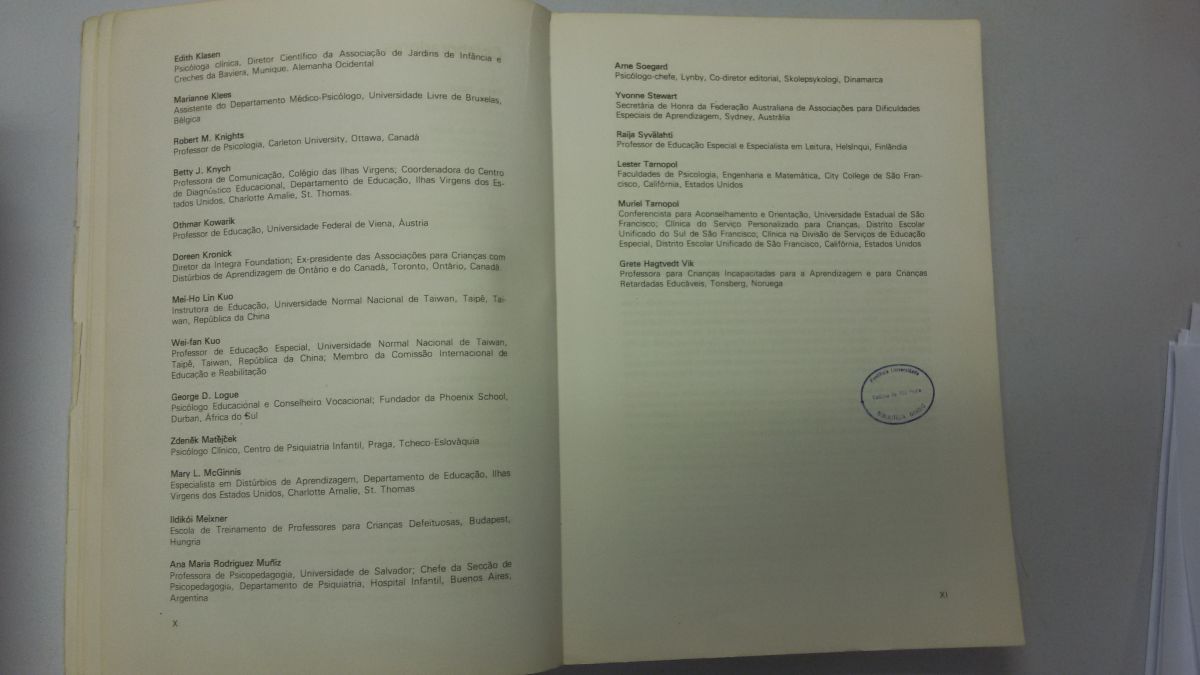 Edith Klasen
Psicóloga clínica, Diretor Científico da Associação de Jardins de Infância e
Creches da Baviera, Munique, Alemanha Ocidental
Marianne Klees
Assistente do Departamento Médico-Psicólogo, Universidade Livre de Bruxelas,
Bélgica
Robert M. Knights
Professor de Psicologia, Carleton University, Ottawa, Canadá
Betty J. Knych
Professora de Comunicação, Colégio das Ilhas Virgens; Coordenadora do Centro
de Diagnóstico Educacional, Departamento de Educação, Ilhas Virgens dos Es-
tados Unidos, Charlotte Amalie, St. Thomas.
Othmar Kowarik
Professor de Educação, Universidade Federal de Viena, Áustria
Doreen Kronick
Diretor da Integra Foundation; Ex-presidente das Associações para Crianças com
Distúrbios de Aprendizagem de Ontário e do Canadá, Toronto, Ontário, Canadá
Mei-Ho Lin Kuo
Instrutora de Educação, Universidade Normal Nacional de Taiwan, Taipê, Tai-
wan, República da China
Wei-fan Kuo
Professor de Educação Especial, Universidade Normal Nacional de Taiwan,
Taipê, Taiwan, República da China; Membro da Comissão Internacional de
Educação e Reabilitação
George D. Logue
Psicólogo Educacional e Conselheiro Vocacional; Fundador da Phoenix School,
Durban, África do Sul
Zdeněk Matějček
Psicólogo Clínico, Centro de Psiquiatria Infantil, Praga, Tcheco-Eslováquia
Mary L. McGinnis
Especialista em Distúrbios de Aprendizagem, Departamento de Educação, Ilhas
Virgens dos Estados Unidos, Charlotte Amalie, St. Thomas
Ildikói Meixner
Escola de Treinamento de Professores para Crianças Defeituosas, Budapest,
Hungria
Ana Maria Rodriguez Muñiz
Professora de Psicopedagogia, Universidade de Salvador; Chefe da Secção de
Psicopedagogia, Departamento de Psiquiatria, Hospital Infantil, Buenos Aires,
Argentina
X
Arne Soegard
Psicólogo-chefe, Lynby, Co-diretor editorial, Skolepsykologi, Dinamarca
Yvonne Stewart
Secretária de Honra da Federação Australiana de Associações para Dificuldades
Especiais de Aprendizagem, Sydney, Austrália
Raija Syvälahti
Professor de Educação Especial e Especialista em Leitura, Helsinqui, Finlândia
Lester Tarnopol
Faculdades de Psicologia, Engenharia e Matemática, City College de São Fran-
cisco, Califórnia, Estados Unidos
Muriel Tarnopol
Conferencista para Aconselhamento e Orientação, Universidade Estadual de São
Francisco; Clínica do Serviço Personalizado para Crianças, Distrito Escolar
Unificado do Sul de São Francisco; Clínica na Divisão de Serviços de Educação
Especial, Distrito Escolar Unificado de São Francisco, Califórnia, Estados Unidos
Grete Hagtvedt Vik
Professora para Crianças Incapacitadas para a Aprendizagem e para Crianças
Retardadas Educáveis, Tonsberg, Noruega
XI